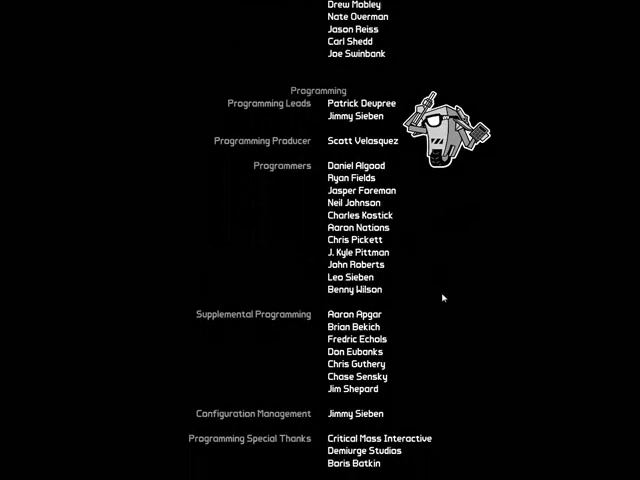 Drew Mobley
Nate Overman
Jason Reiss
Carl Shedd
Joe Swinbank
Programming
Programming Leads Patrick Deupree
Jimmy Sieben
Programming Producer Scott Velasquez
Programmers Daniel Algood
Ryan Fields
Jasper Foreman
Neil Johnson
Charles Kostick
Aaron Nations
Chris Pickett
J. Kyle Pittman
John Roberts
Leo Sieben
Benny Wilson
Supplemental Programming Aaron Apgar
Brian Bekich
Fredric Echols
Don Eubanks
Chris Guthery
Chase Sensky
Jim Shepard
Configuration Management Jimmy Sieben
Programming Special Thanks Critical Mass Interactive
Demiurge Studios
Boris Batkin